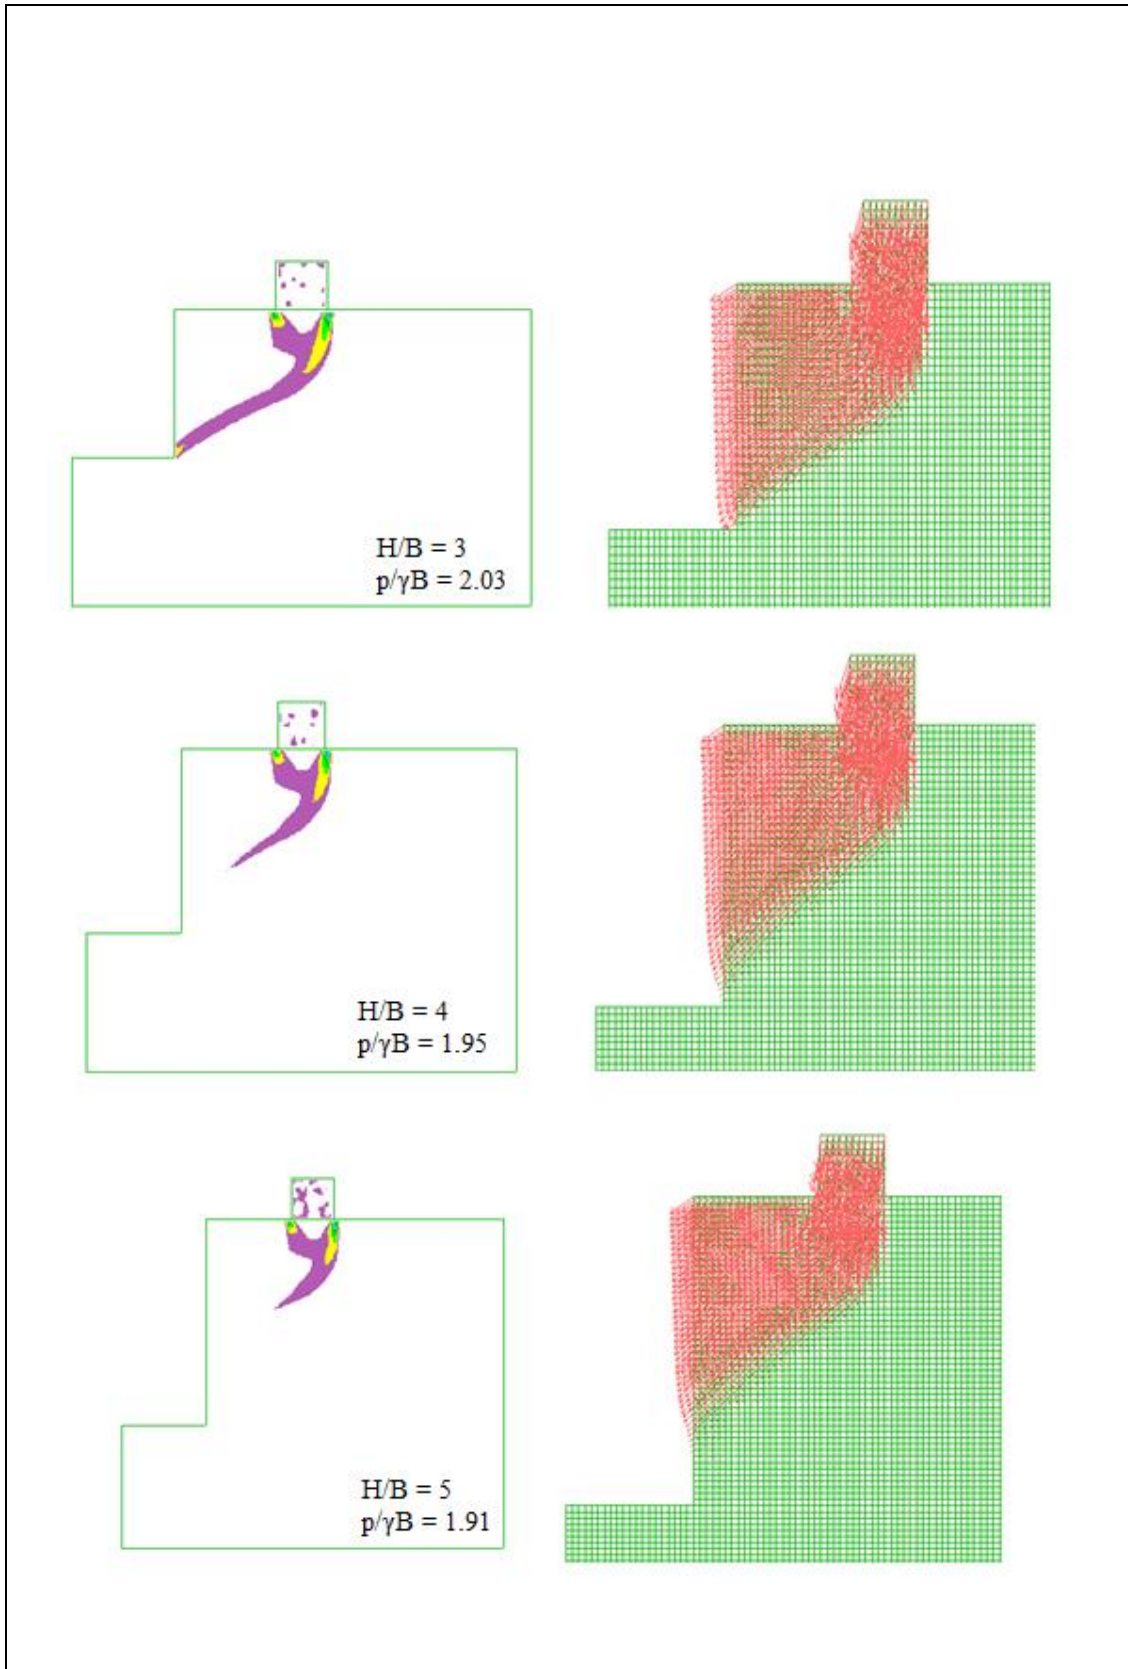 H/B = 3
p/γB = 2.03
H/B = 4
p/γB = 1.95
H/B = 5
p/γB = 1.91